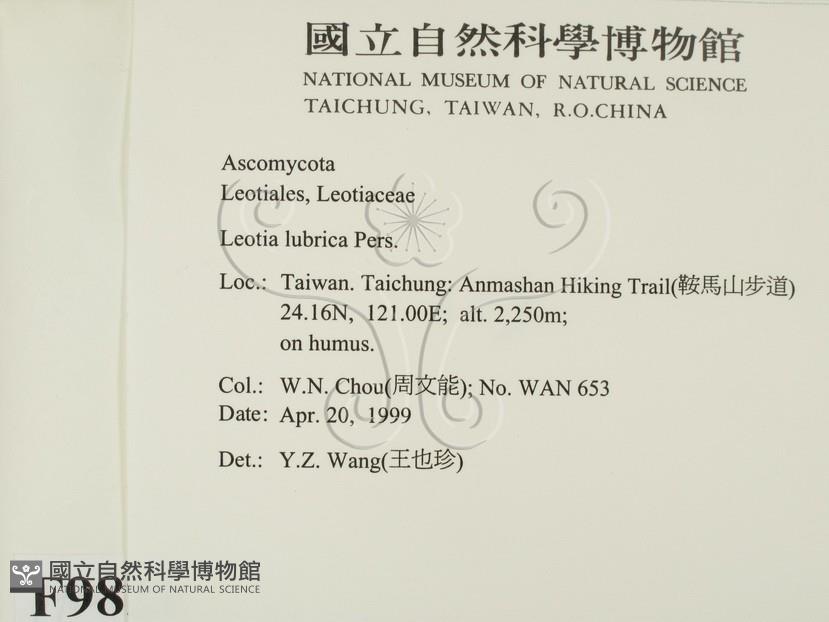 國立自然科學博物館
NATIONAL MUSEUM OF NATURAL SCIENCE
TAICHUNG, TAIWAN, R.O.CHINA
Ascomycota
Leotiales, Leotiaceae
Leotia lubrica Pers.
Loc.: Taiwan. Taichung: Anmashan Hiking Trail(鞍馬山步道)
24.16N, 121.00E; alt. 2,250m;
on humus.
Col.: W.N. Chou(周文能); No. WAN 653
Date: Apr. 20, 1999
Det.: Y.Z. Wang(王也珍)
國立自然科學博物館
NATIONAL MUSEUM OF NATURAL SCIENCE
F98